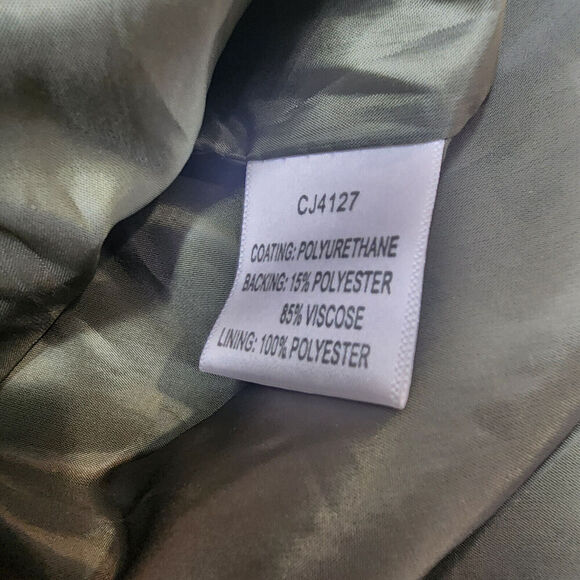 CJ4127
COATING: POLYURETHANE
BACKING: 15% POLYESTER
85% VISCOSE
LINING: 100% POLYESTER